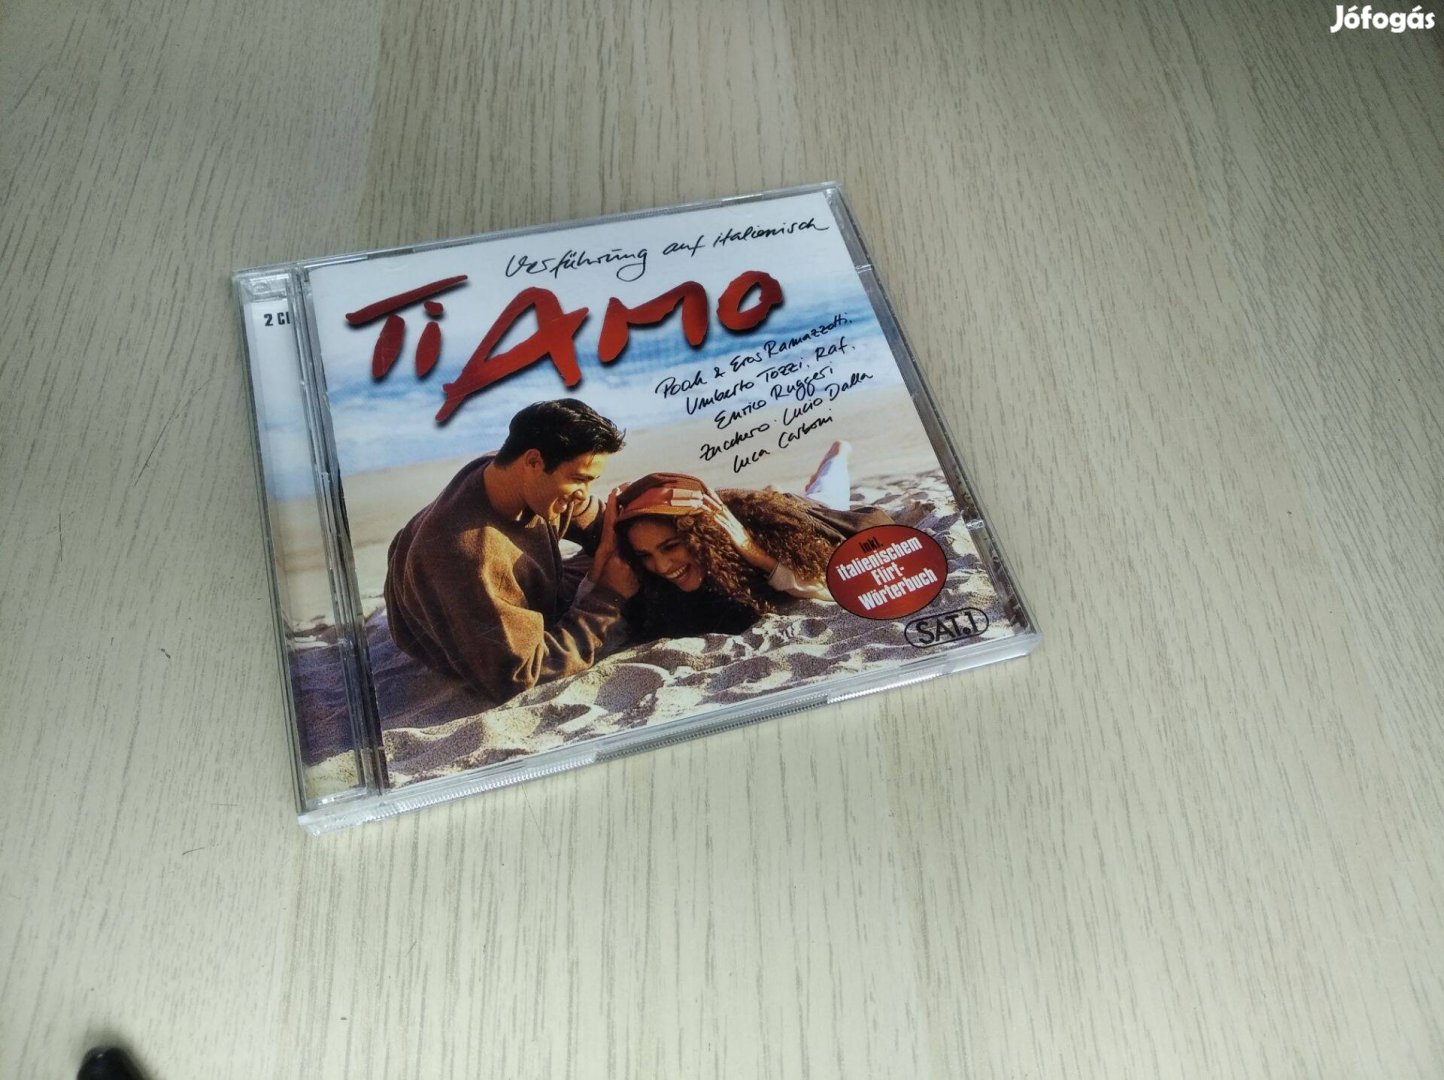 Jófogás
Verführung auf italienisch
Ti Amo
2 CD
Pooh & Eros Ramazzotti.
Umberto Tozzi. Raf.
Enrico Ruggeri
Zucchero. Lucio Dalla
Luca Carboni
inkl.
italienischem
Flirt-
Wörterbuch
SAT.1